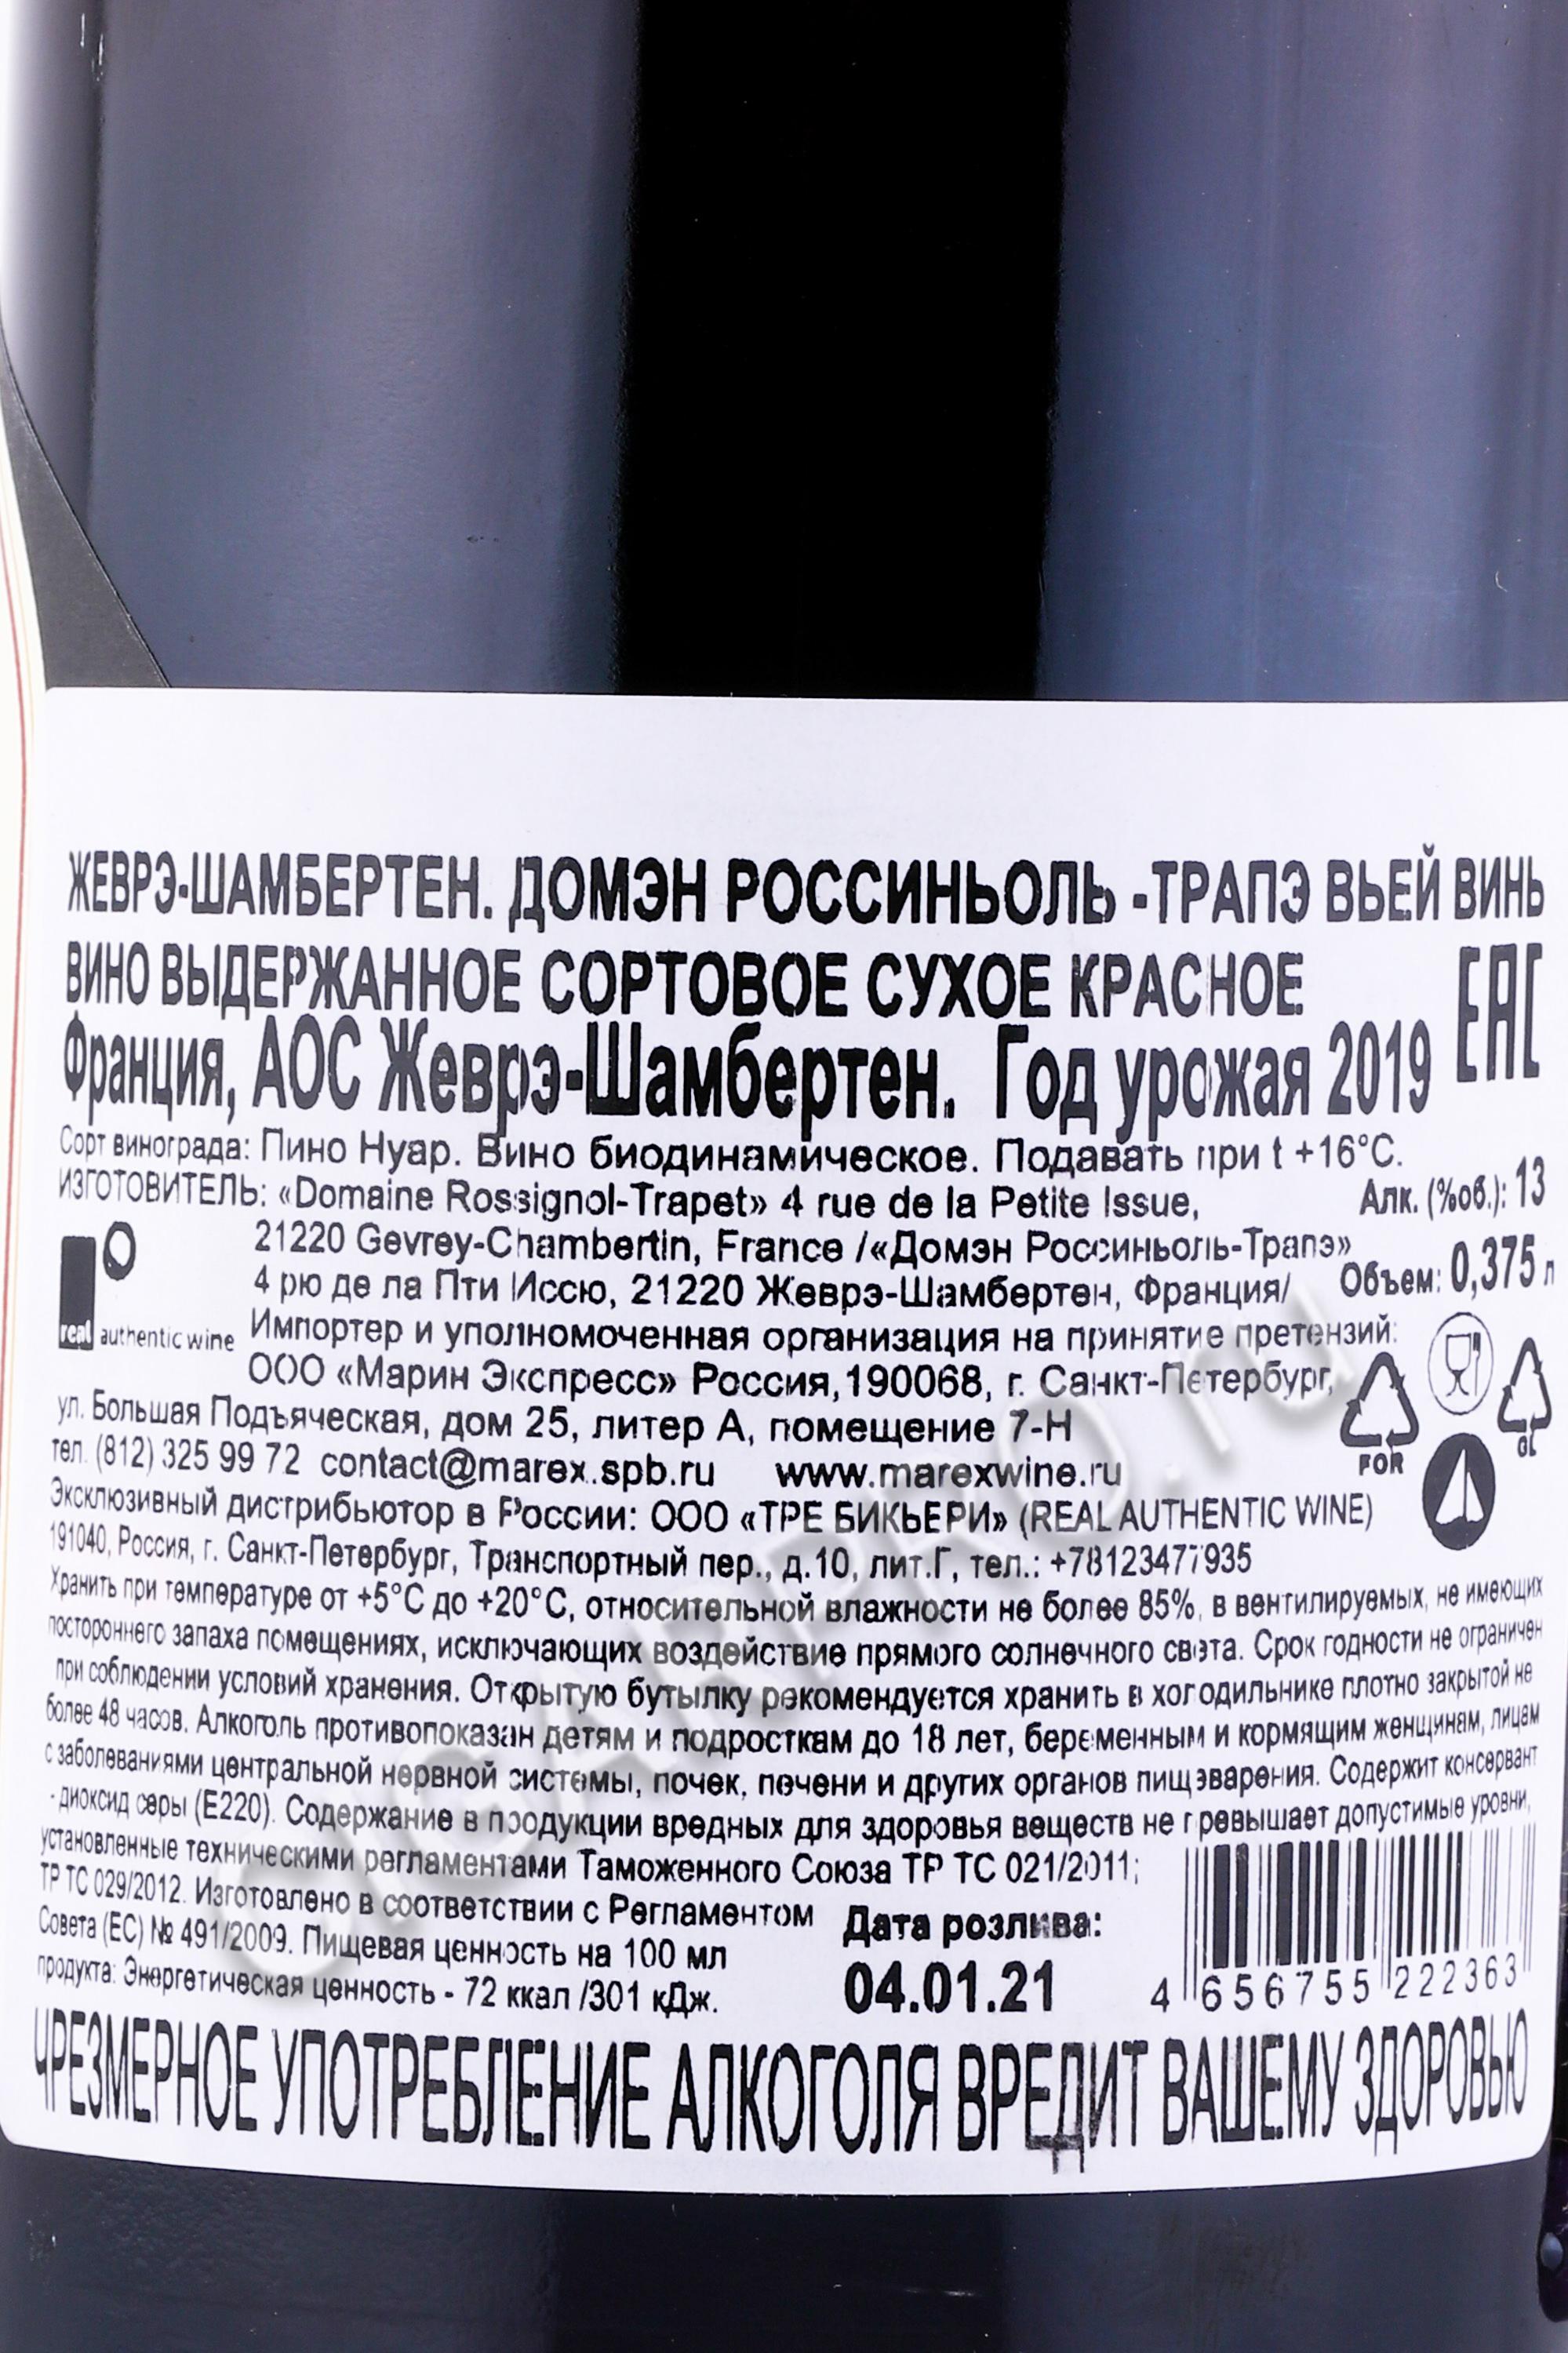 ЖЕВРЭ-ШАМБЕРТЕН. ДОМЭН РОССИНЬОЛЬ -ТРАПЭ ВЬЕЙ ВИНЬ
ВИНО ВЫДЕРЖАННОЕ СОРТОВОЕ СУХОЕ КРАСНОЕ
EAC
Франция, АОС Жеврэ-Шамбертен. Год урожая 2019
Сорт винограда: Пино Нуар. Вино биодинамическое. Подавать при t +16°C.
ИЗГОТОВИТЕЛЬ: «Domaine Rossignol-Trapet» 4 rue de la Petite Issue,
Алк. (%об.): 13
21220 Gevrey-Chambertin, France /«Домэн Россиньоль-Трапэ»
4 рю де ла Пти Иссю, 21220 Жеврэ-Шамбертен, Франция/
Объем: 0,375 л
real authentic wine
Импортер и уполномоченная организация на принятие претензий:
ООО «Марин Экспресс» Россия,190068, г. Санкт-Петербург,
ул. Большая Подъяческая, дом 25, литер А, помещение 7-Н
тел. (812) 325 99 72 contact@marex.spb.ru www.marexwine.ru
FOR
GL
Эксклюзивный дистрибьютор в России: ООО «ТРЕ БИКЬЕРИ» (REAL AUTHENTIC WINE)
191040, Россия, г. Санкт-Петербург, Транспортный пер., д.10, лит.Г, тел.: +78123477935
Хранить при температуре от +5°C до +20°C, относительной влажности не более 85%, в вентилируемых, не имеющих
постороннего запаха помещениях, исключающих воздействие прямого солнечного света. Срок годности не ограничен
при соблюдении условий хранения. Открытую бутылку рекомендуется хранить в холодильнике плотно закрытой не
более 48 часов. Алкоголь противопоказан детям и подросткам до 18 лет, беременным и кормящим женщинам, лицам
с заболеваниями центральной нервной системы, почек, печени и других органов пищеварения. Содержит консервант
- диоксид серы (E220). Содержание в продукции вредных для здоровья веществ не превышает допустимые уровни,
установленные техническими регламентами Таможенного Союза ТР ТС 021/2011;
ТР ТС 029/2012. Изготовлено в соответствии с Регламентом
Совета (ЕС) № 491/2009. Пищевая ценность на 100 мл
продукта: Энергетическая ценность - 72 ккал /301 кДж.
Дата розлива:
04.01.21
4 656755 222363
ЧРЕЗМЕРНОЕ УПОТРЕБЛЕНИЕ АЛКОГОЛЯ ВРЕДИТ ВАШЕМУ ЗДОРОВЬЮ
CIGARPRO.ru